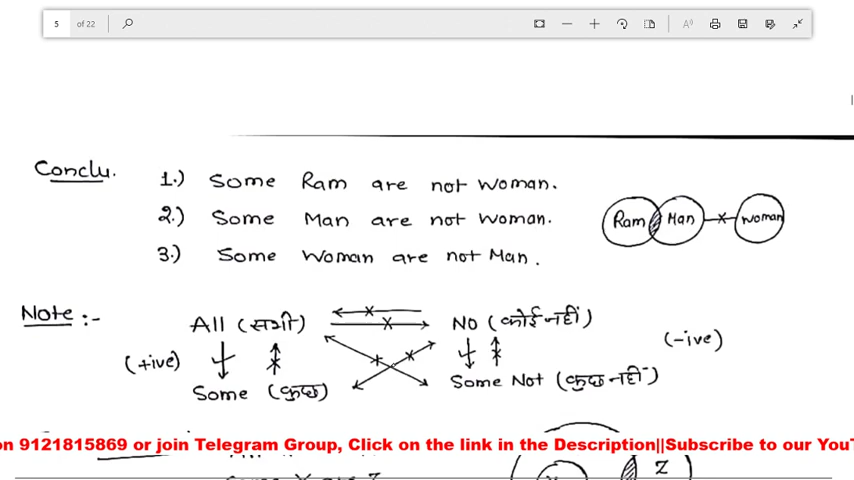 5 of 22
Conclu. 1.) Some Ram are not woman.
2.) Some Man are not woman.
3.) Some Woman are not Man.
Ram Man Woman
Note :-
All (सभी) No (कोई नहीं)
(+ive) (-ive)
Some (कुछ) Some Not (कुछ नहीं)
on 9121815869 or join Telegram Group, Click on the link in the Description||Subscribe to our YouT
Z